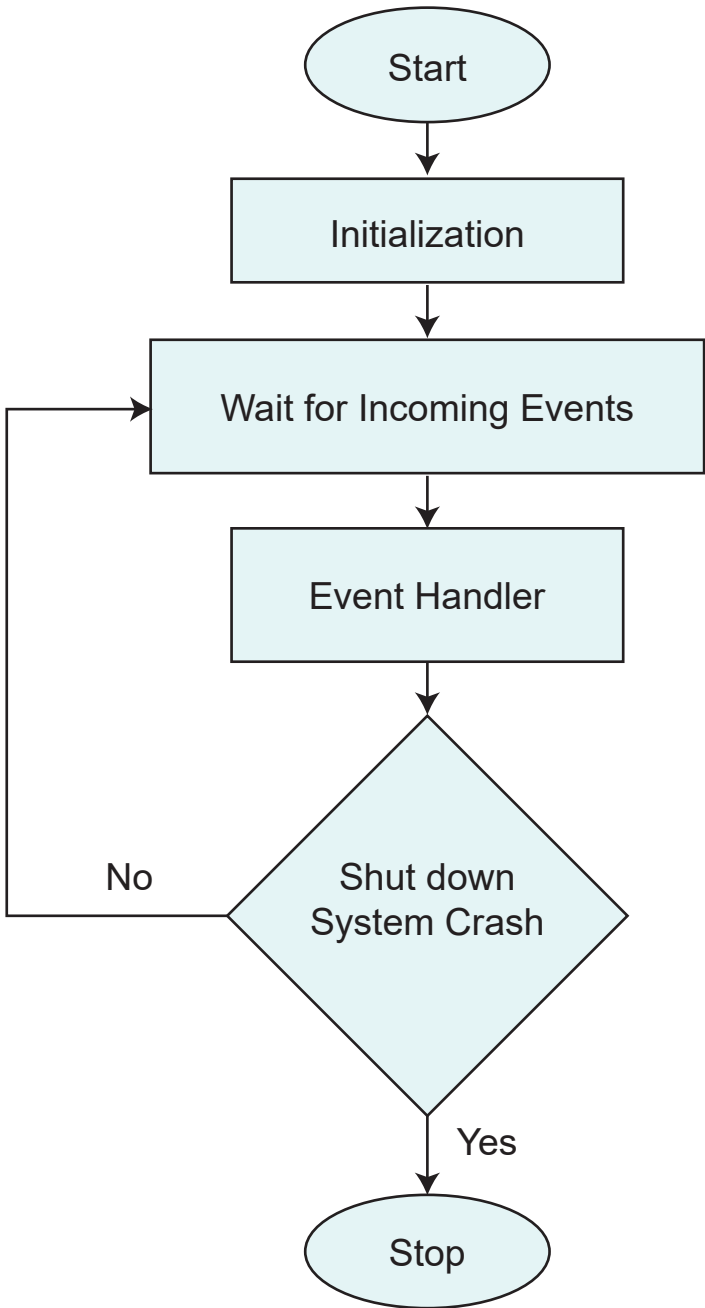 Start
Initialization
Wait for Incoming Events
Event Handler
Shut down
System Crash
No
Yes
Stop